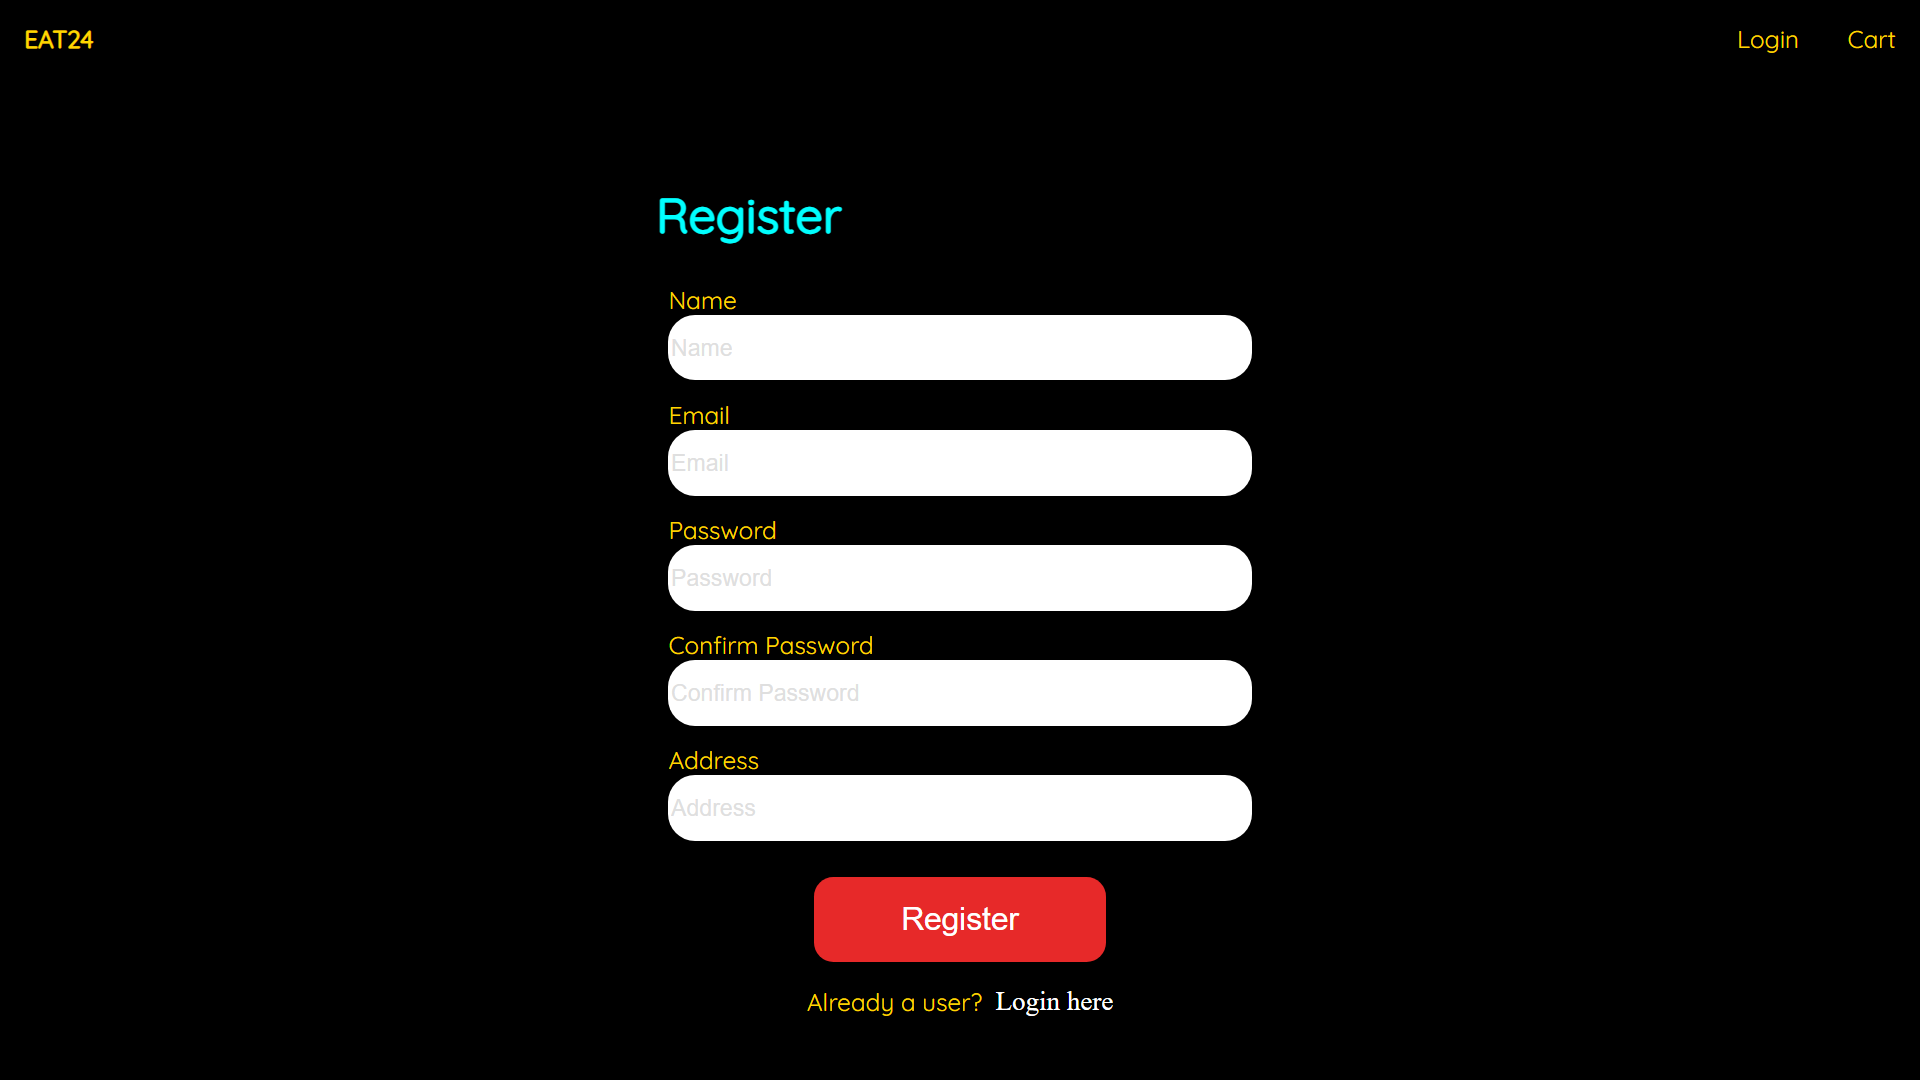 EAT24
Login
Cart
Register
Name
Name
Email
Email
Password
Password
Confirm Password
Confirm Password
Address
Address
Register
Already a user? Login here